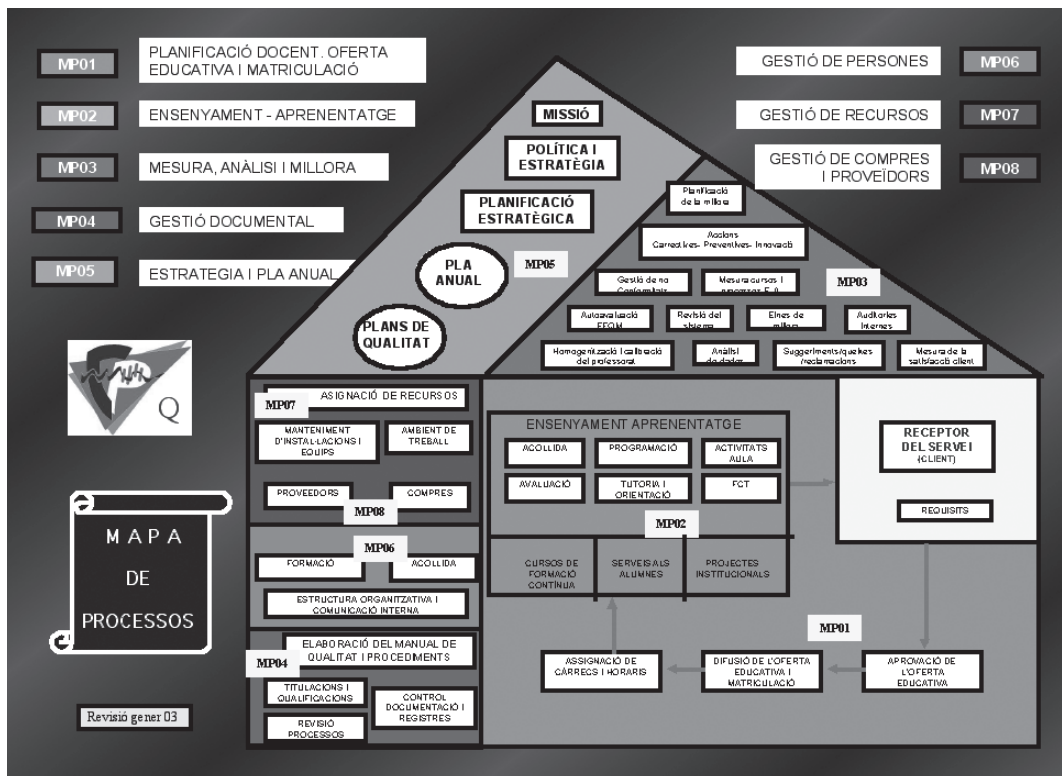 MP01
PLANIFICACIÓ DOCENT. OFERTA
EDUCATIVA I MATRICULACIÓ
MP02
ENSENYAMENT - APRENENTATGE
MP03
MESURA, ANÀLISI I MILLORA
MP04
GESTIÓ DOCUMENTAL
MP05
ESTRATEGIA I PLA ANUAL
GESTIÓ DE PERSONES
MP06
GESTIÓ DE RECURSOS
MP07
GESTIÓ DE COMPRES
I PROVEÏDORS
MP08
MISSIÓ
POLÍTICA I
ESTRATÈGIA
PLANIFICACIÓ
ESTRATÈGICA
PLA
ANUAL
MP05
PLANS DE
QUALITAT
Planificació
de la millora
Accions
Correctives- Preventives- Innovació
MP03
Gestió de no
Conformitats
Mesura cursos i
Autoavaluació
EFQM
Revisió del
sistema
Eines de
millora
Auditories
Internes
Homogenització i calibració
del professorat
Anàlisi
de dades
Suggeriments/queixes
/reclamacions
Mesura de la
satisfacció client
Q
MAPA
DE
PROCESSOS
Revisió gener 03
MP07
ASIGNACIÓ DE RECURSOS
MANTENIMENT
D'INSTAL·LACIONS I
EQUIPS
AMBIENT DE
TREBALL
PROVEEDORS
COMPRES
MP08
MP06
FORMACIÓ
ACOLLIDA
ESTRUCTURA ORGANITZATIVA I
COMUNICACIÓ INTERNA
MP04
ELABORACIÓ DEL MANUAL DE
QUALITAT I PROCEDIMENTS
TITULACIONS I
QUALIFICACIONS
CONTROL
DOCUMENTACIÓ I
REGISTRES
REVISIÓ
PROCESSOS
ENSENYAMENT APRENENTATGE
ACOLLIDA
PROGRAMACIÓ
ACTIVITATS
AULA
AVALUACIÓ
TUTORIA I
ORIENTACIÓ
FCT
MP02
CURSOS DE
FORMACIÓ
CONTÍNUA
SERVEIS ALS
ALUMNES
PROJECTES
INSTITUCIONALS
RECEPTOR
DEL SERVEI
(CLIENT)
REQUISITS
MP01
ASSIGNACIÓ DE
CÀRRECS I HORARIS
DIFUSIÓ DE L'OFERTA
EDUCATIVA I
MATRICULACIÓ
APROVACIÓ DE
L'OFERTA
EDUCATIVA